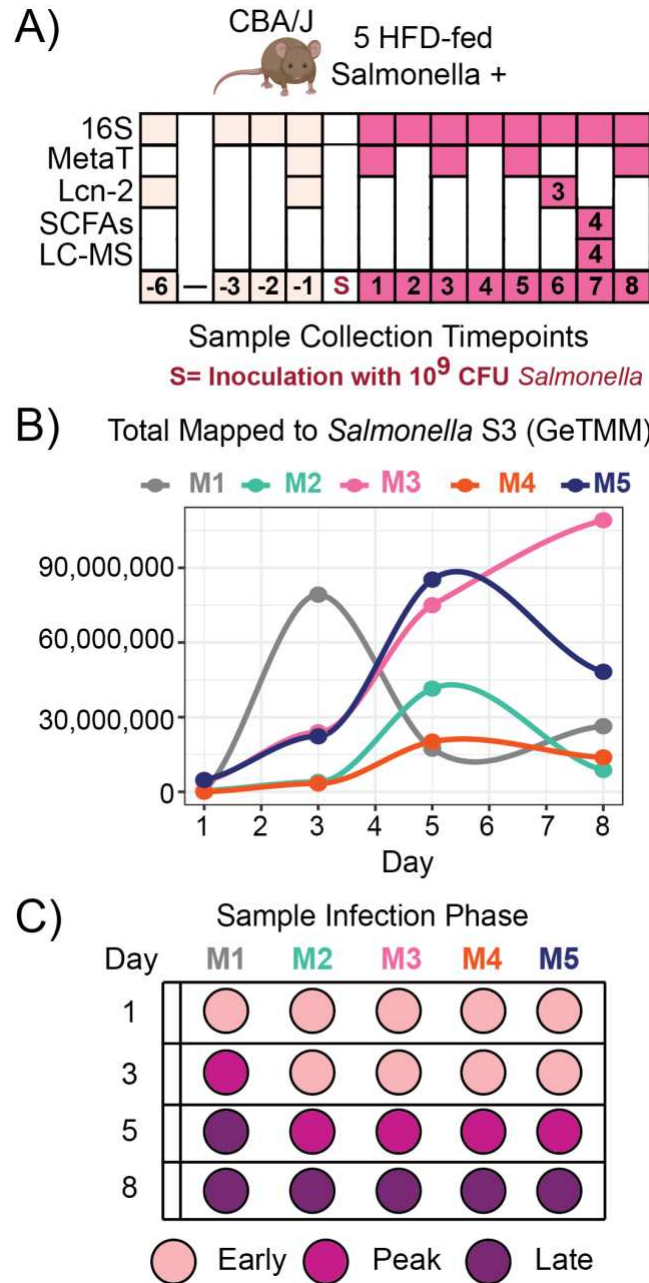 A)
CBA/J
5 HFD-fed
Salmonella +
16S
MetaT
Lcn-2 3
SCFAs 4
LC-MS 4
-6 — -3 -2 -1 S 1 2 3 4 5 6 7 8
Sample Collection Timepoints
S= Inoculation with 10⁹ CFU Salmonella
B) Total Mapped to Salmonella S3 (GeTMM)
M1 M2 M3 M4 M5
90,000,000
60,000,000
30,000,000
0
1 2 3 4 5 6 7 8
Day
C) Sample Infection Phase
Day M1 M2 M3 M4 M5
1
3
5
8
Early Peak Late